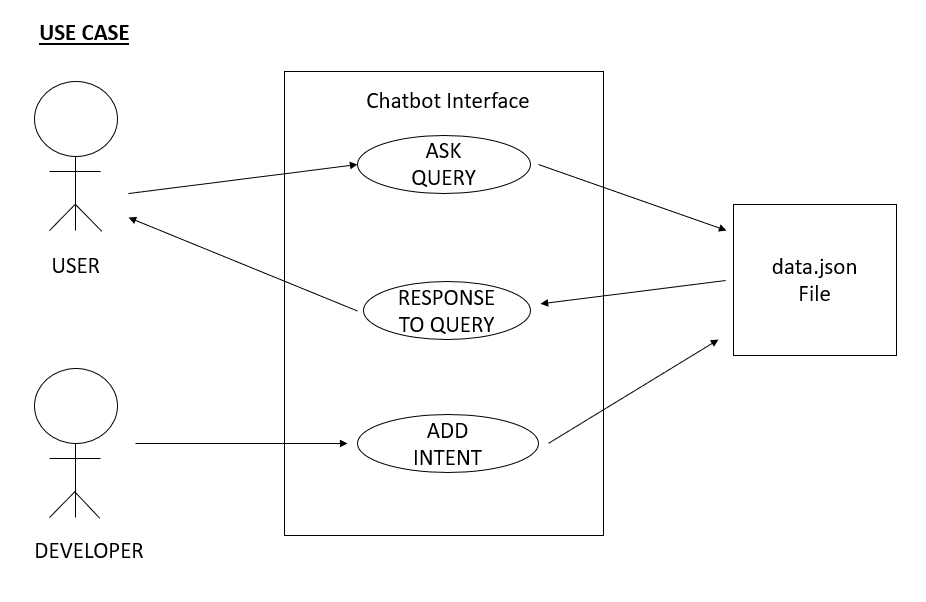 USE CASE
Chatbot Interface
ASK
QUERY
USER
data.json
File
RESPONSE
TO QUERY
ADD
INTENT
DEVELOPER